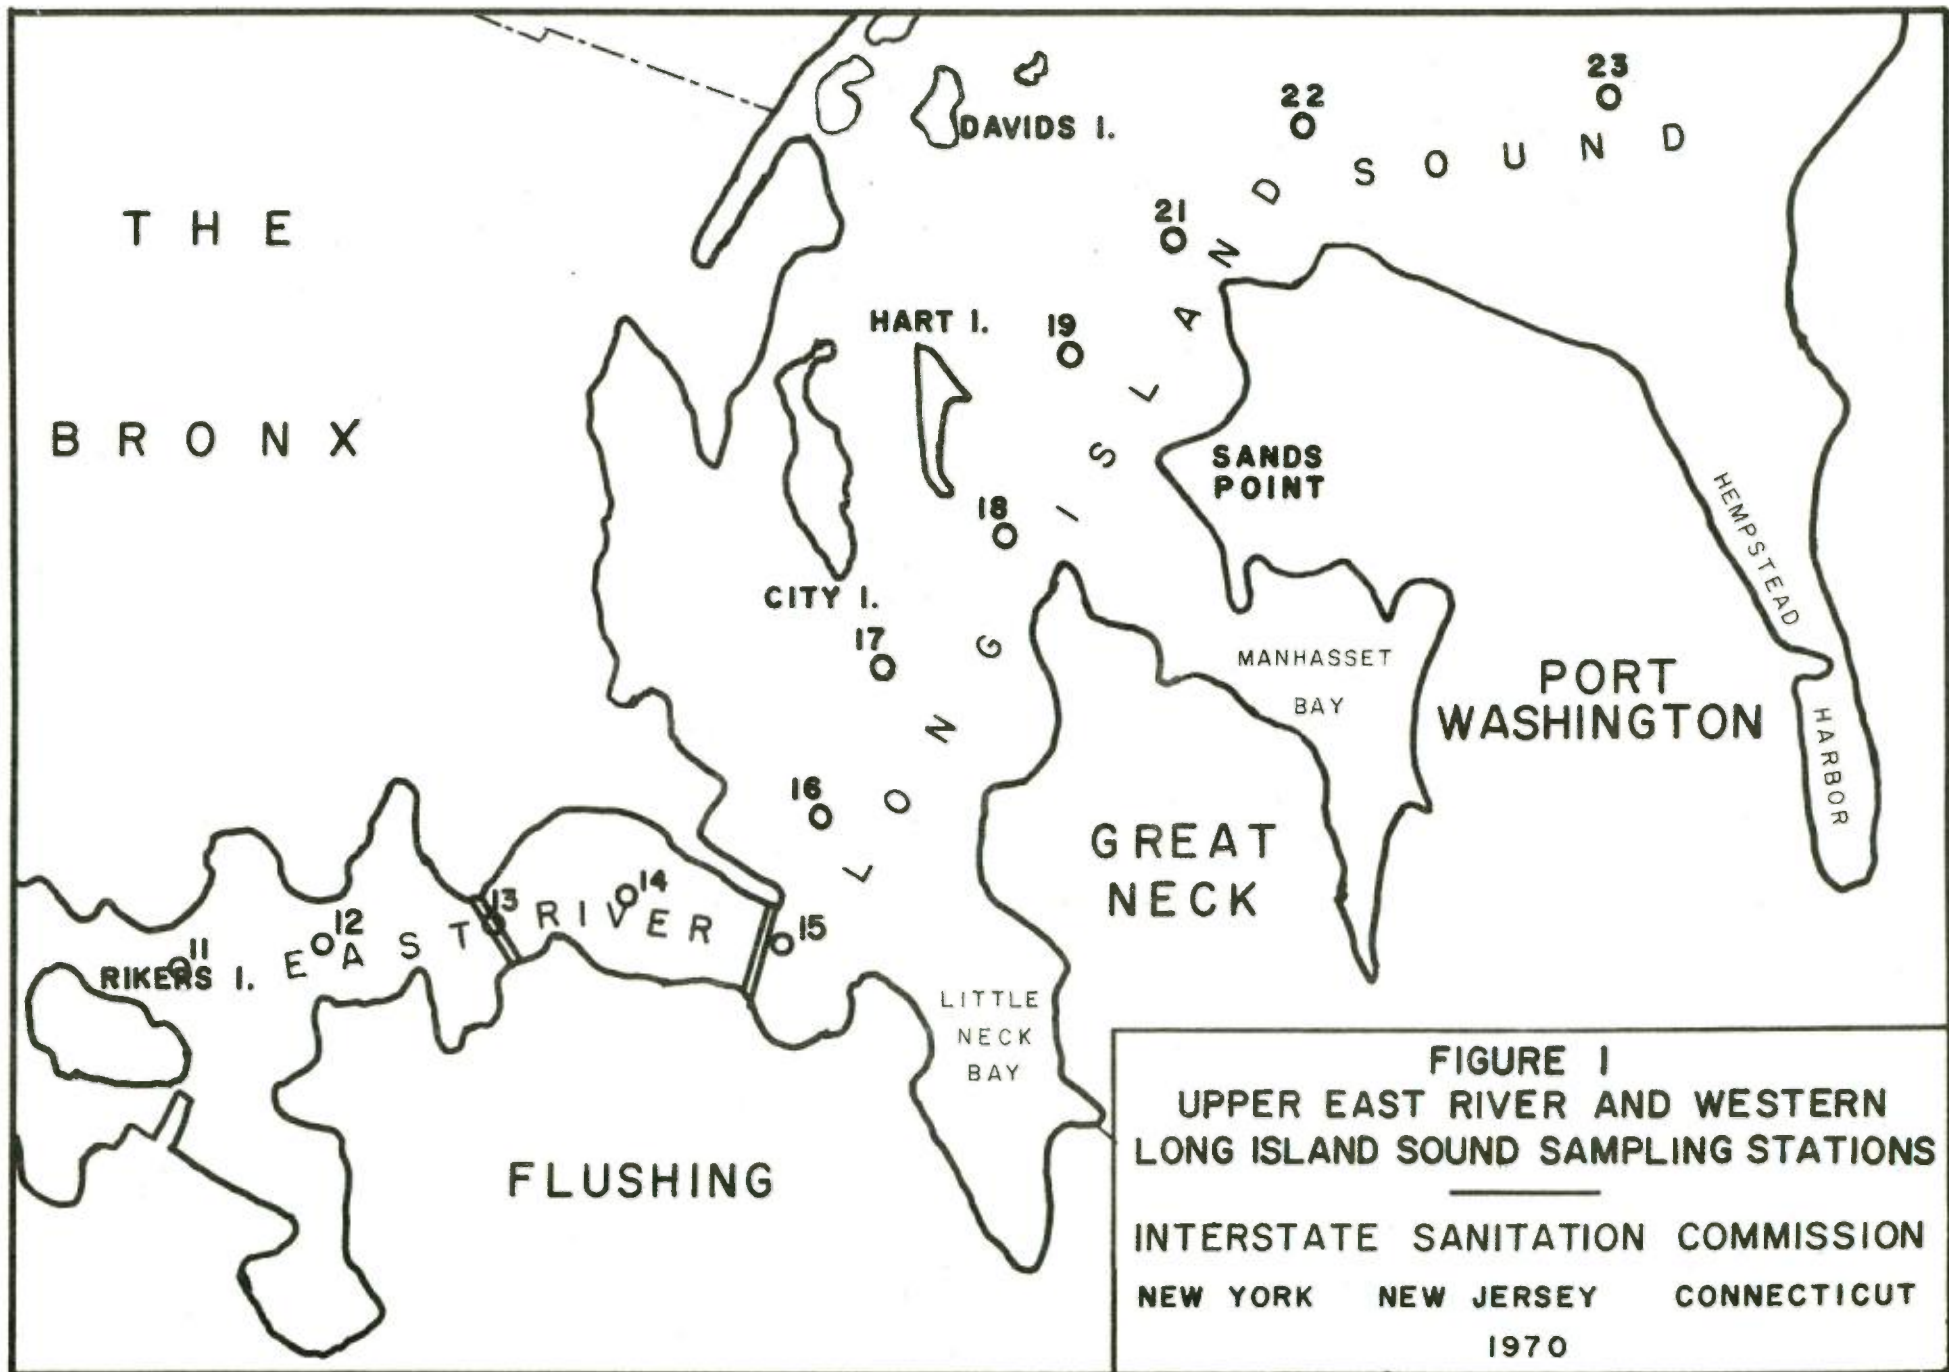 23
22
DAVIDS I.
21
THE
BRONX
HART I.
19
SANDS
POINT
18
CITY I.
17
LONG ISLAND SOUND
HEMPSTEAD
HARBOR
MANHASSET
BAY
PORT
WASHINGTON
16
GREAT
NECK
14
13
12
11
15
EAST RIVER
RIKERS I.
LITTLE
NECK
BAY
FLUSHING
FIGURE 1
UPPER EAST RIVER AND WESTERN
LONG ISLAND SOUND SAMPLING STATIONS
INTERSTATE SANITATION COMMISSION
NEW YORK NEW JERSEY CONNECTICUT
1970